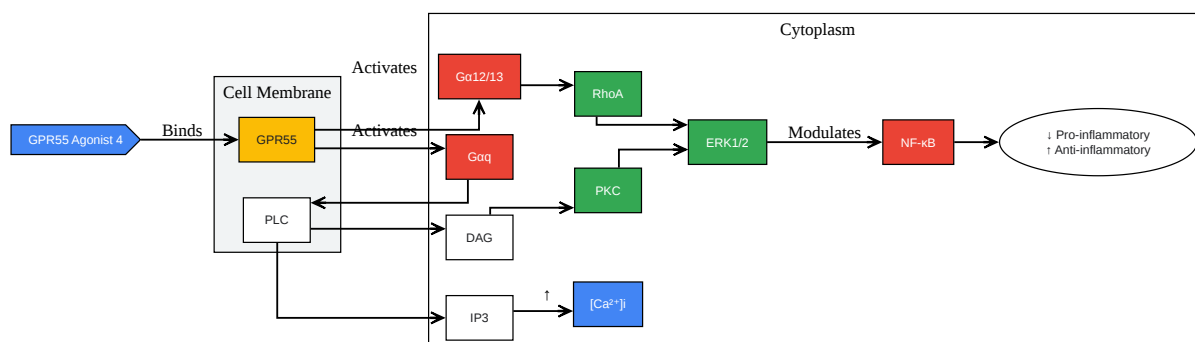 Cytoplasm
Activates
Gα12/13
Cell Membrane
RhoA
GPR55 Agonist 4
Binds
GPR55
Activates
Gαq
ERK1/2
Modulates
NF-κB
↓ Pro-inflammatory
↑ Anti-inflammatory
PKC
PLC
DAG
IP3
↑
[Ca²⁺]i